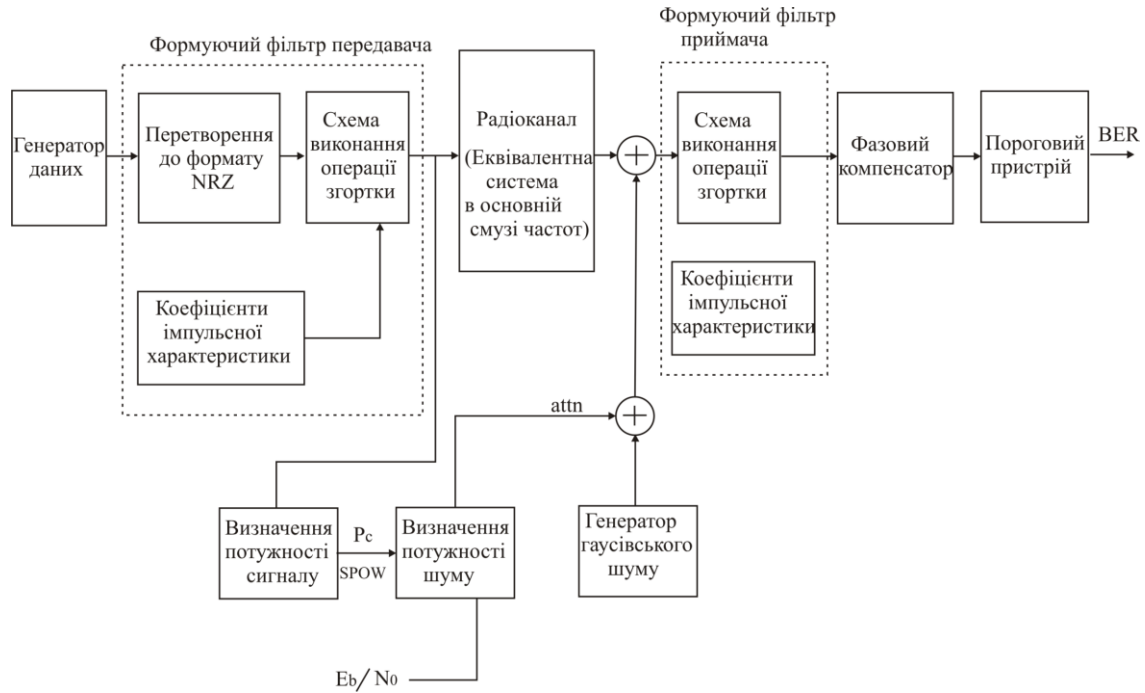 Формуючий фільтр передавача
Формуючий фільтр
приймача
Генератор
даних
Перетворення
до формату
NRZ
Схема
виконання
операції
згортки
Радіоканал
(Еквівалентна
система
в основній
смузі частот)
+
Схема
виконання
операції
згортки
Фазовий
компенсатор
Пороговий
пристрій
BER
Коефіцієнти
імпульсної
характеристики
Коефіцієнти
імпульсної
характеристики
attn
+
Визначення
потужності
сигналу
Pc
SPOW
Визначення
потужності
шуму
Генератор
гаусівського
шуму
Eb/N0